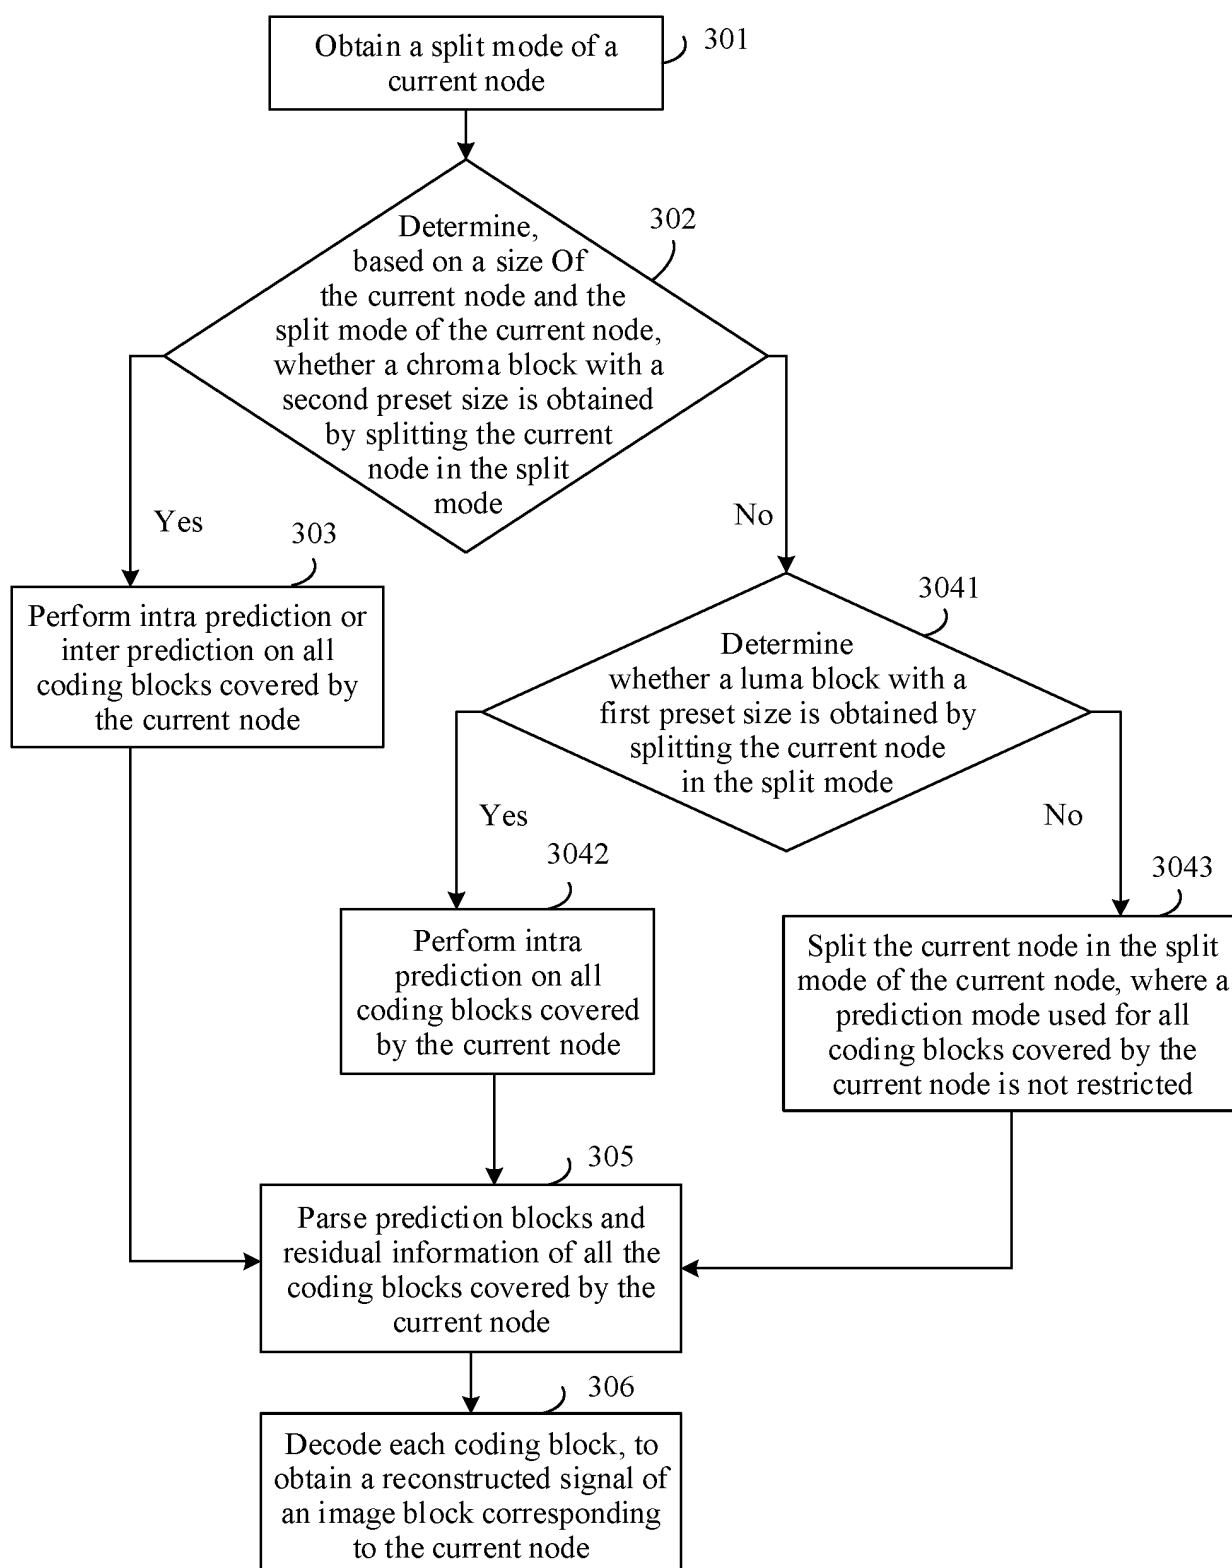 Obtain a split mode of a
current node
301
Determine,
based on a size Of
the current node and the
split mode of the current node,
whether a chroma block with a
second preset size is obtained
by splitting the current
node in the split
mode
302
Yes
No
303
Perform intra prediction or
inter prediction on all
coding blocks covered by
the current node
3041
Determine
whether a luma block with a
first preset size is obtained by
splitting the current node
in the split mode
Yes
No
3042
Perform intra
prediction on all
coding blocks covered
by the current node
3043
Split the current node in the split
mode of the current node, where a
prediction mode used for all
coding blocks covered by the
current node is not restricted
305
Parse prediction blocks and
residual information of all the
coding blocks covered by the
current node
306
Decode each coding block, to
obtain a reconstructed signal of
an image block corresponding
to the current node